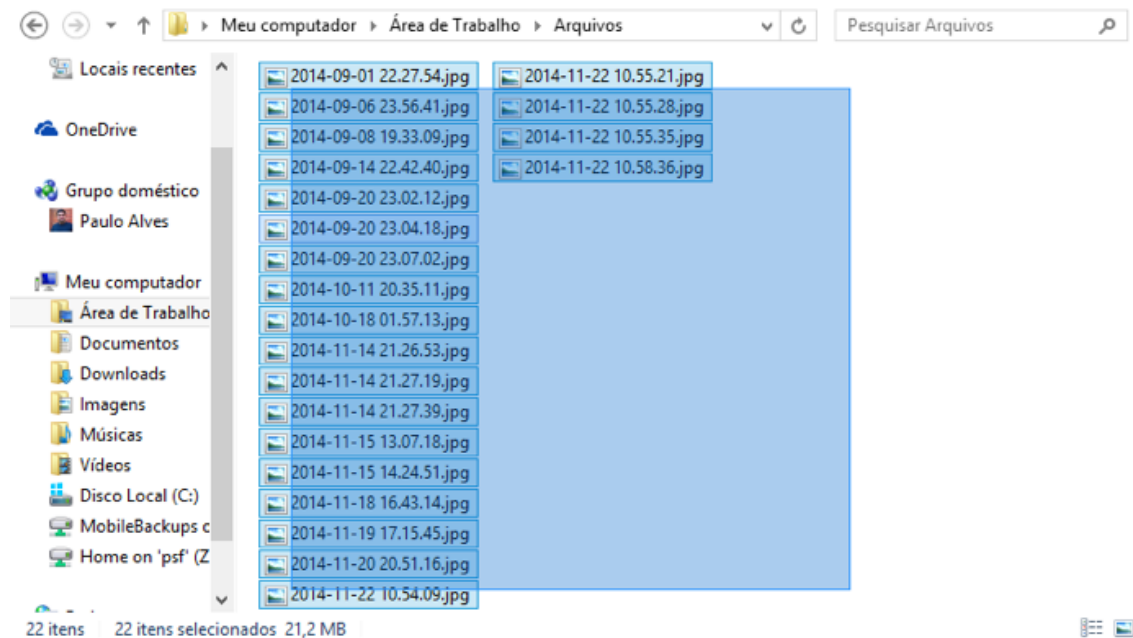 Meu computador Área de Trabalho Arquivos
Pesquisar Arquivos
Locais recentes
OneDrive
Grupo doméstico
Paulo Alves
Meu computador
Área de Trabalho
Documentos
Downloads
Imagens
Músicas
Vídeos
Disco Local (C:)
MobileBackups c
Home on 'psf' (Z
2014-09-01 22.27.54.jpg
2014-09-06 23.56.41.jpg
2014-09-08 19.33.09.jpg
2014-09-14 22.42.40.jpg
2014-09-20 23.02.12.jpg
2014-09-20 23.04.18.jpg
2014-09-20 23.07.02.jpg
2014-10-11 20.35.11.jpg
2014-10-18 01.57.13.jpg
2014-11-14 21.26.53.jpg
2014-11-14 21.27.19.jpg
2014-11-14 21.27.39.jpg
2014-11-15 13.07.18.jpg
2014-11-15 14.24.51.jpg
2014-11-18 16.43.14.jpg
2014-11-19 17.15.45.jpg
2014-11-20 20.51.16.jpg
2014-11-22 10.54.09.jpg
2014-11-22 10.55.21.jpg
2014-11-22 10.55.28.jpg
2014-11-22 10.55.35.jpg
2014-11-22 10.58.36.jpg
22 itens 22 itens selecionados 21,2 MB